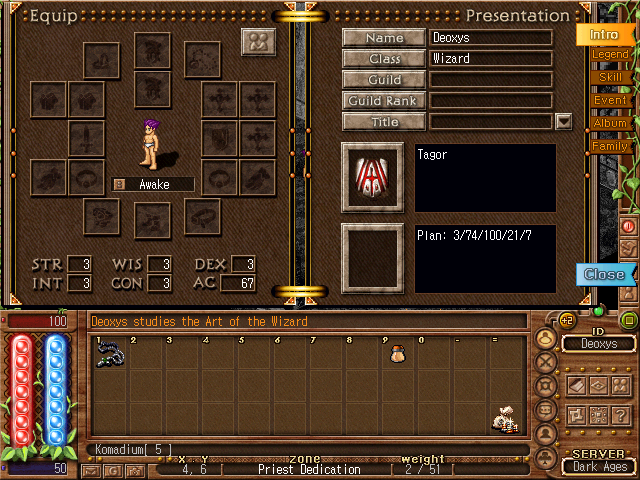 Equip
Presentation
Intro
Legend
Skill
Event
Album
Family
Close
Name Deoxys
Class Wizard
Guild
Guild Rank
Title
Tagor
Plan: 3/74/100/21/7
Awake
STR 3 WIS 3 DEX 3
INT 3 CON 3 AC 67
100
Deoxys studies the Art of the Wizard
+2
ID
Deoxys
1 2 3 4 5 6 7 8 9 0 - =
Komadium[ 5 ]
x, y zone weight
50
4, 6 [ Priest Dedication [ 2 / 51 [
SERVER
Dark Ages
G
?